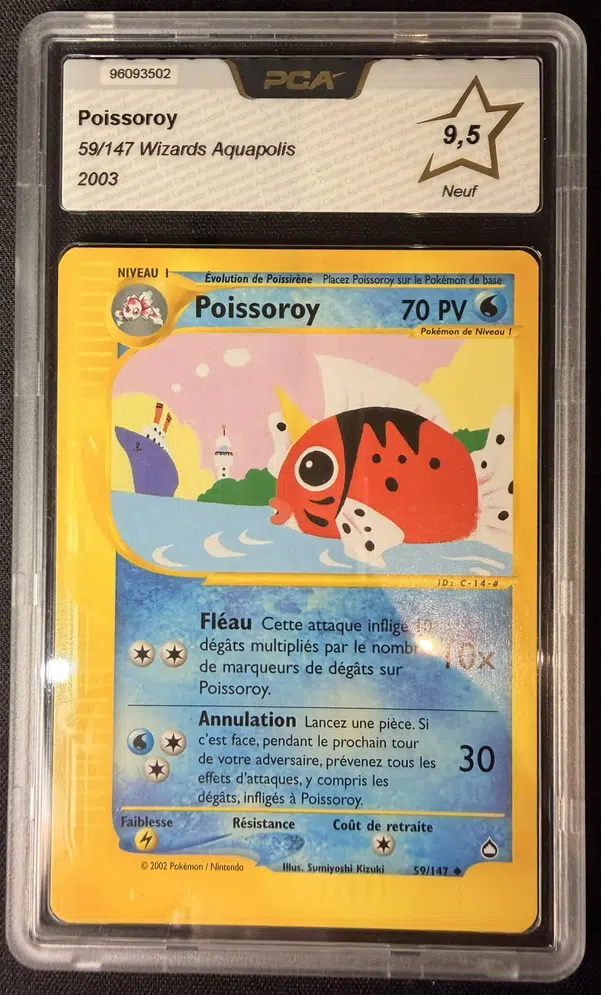 96093502
PCA
Poissoroy
59/147 Wizards Aquapolis
2003
9,5
Neuf
NIVEAU 1
Évolution de Poissirène Placez Poissoroy sur le Pokémon de base
Poissoroy 70 PV
Pokémon de Niveau 1
iD: C-14-#
Fléau Cette attaque inflige 10
dégâts multipliés par le nombre
de marqueurs de dégâts sur
Poissoroy.
10x
Annulation Lancez une pièce. Si
c'est face, pendant le prochain tour
de votre adversaire, prévenez tous les
effets d'attaques, y compris les
dégâts, infligés à Poissoroy.
30
Faiblesse Résistance Coût de retraite
© 2002 Pokémon / Nintendo Illus. Sumiyoshi Kizuki 59/147